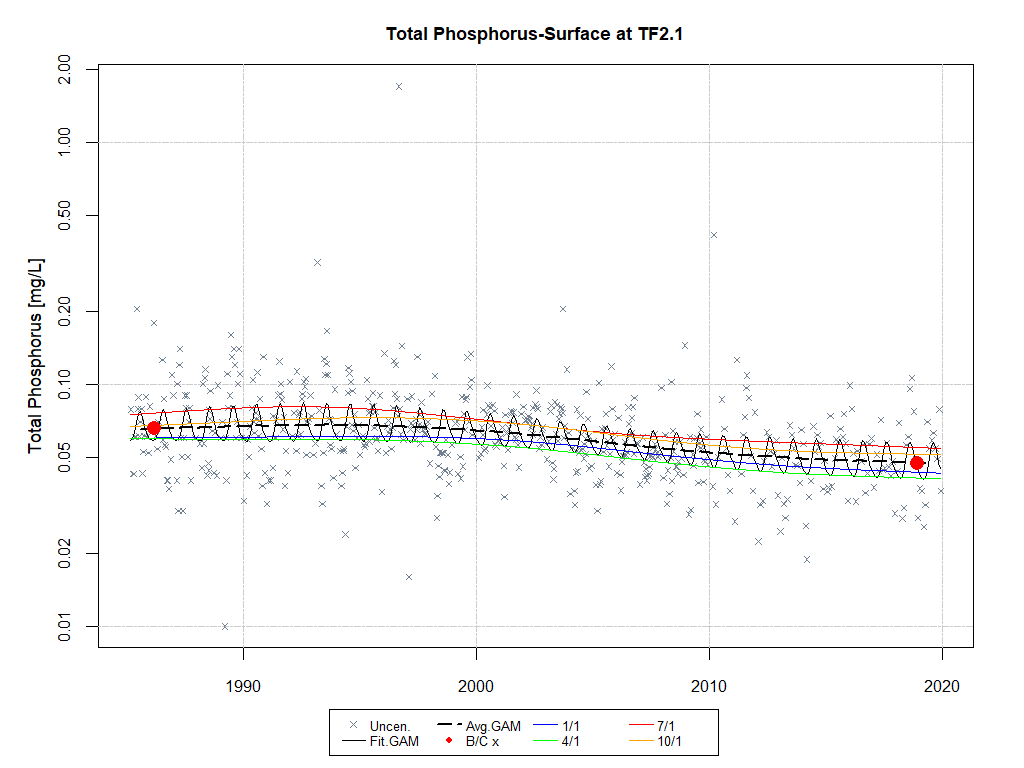 Total Phosphorus-Surface at TF2.1
Total Phosphorus [mg/L]
2.00
1.00
0.50
0.20
0.10
0.05
0.02
0.01
1990 2000 2010 2020
Uncen. Avg.GAM 1/1 7/1
Fit.GAM B/C x 4/1 10/1